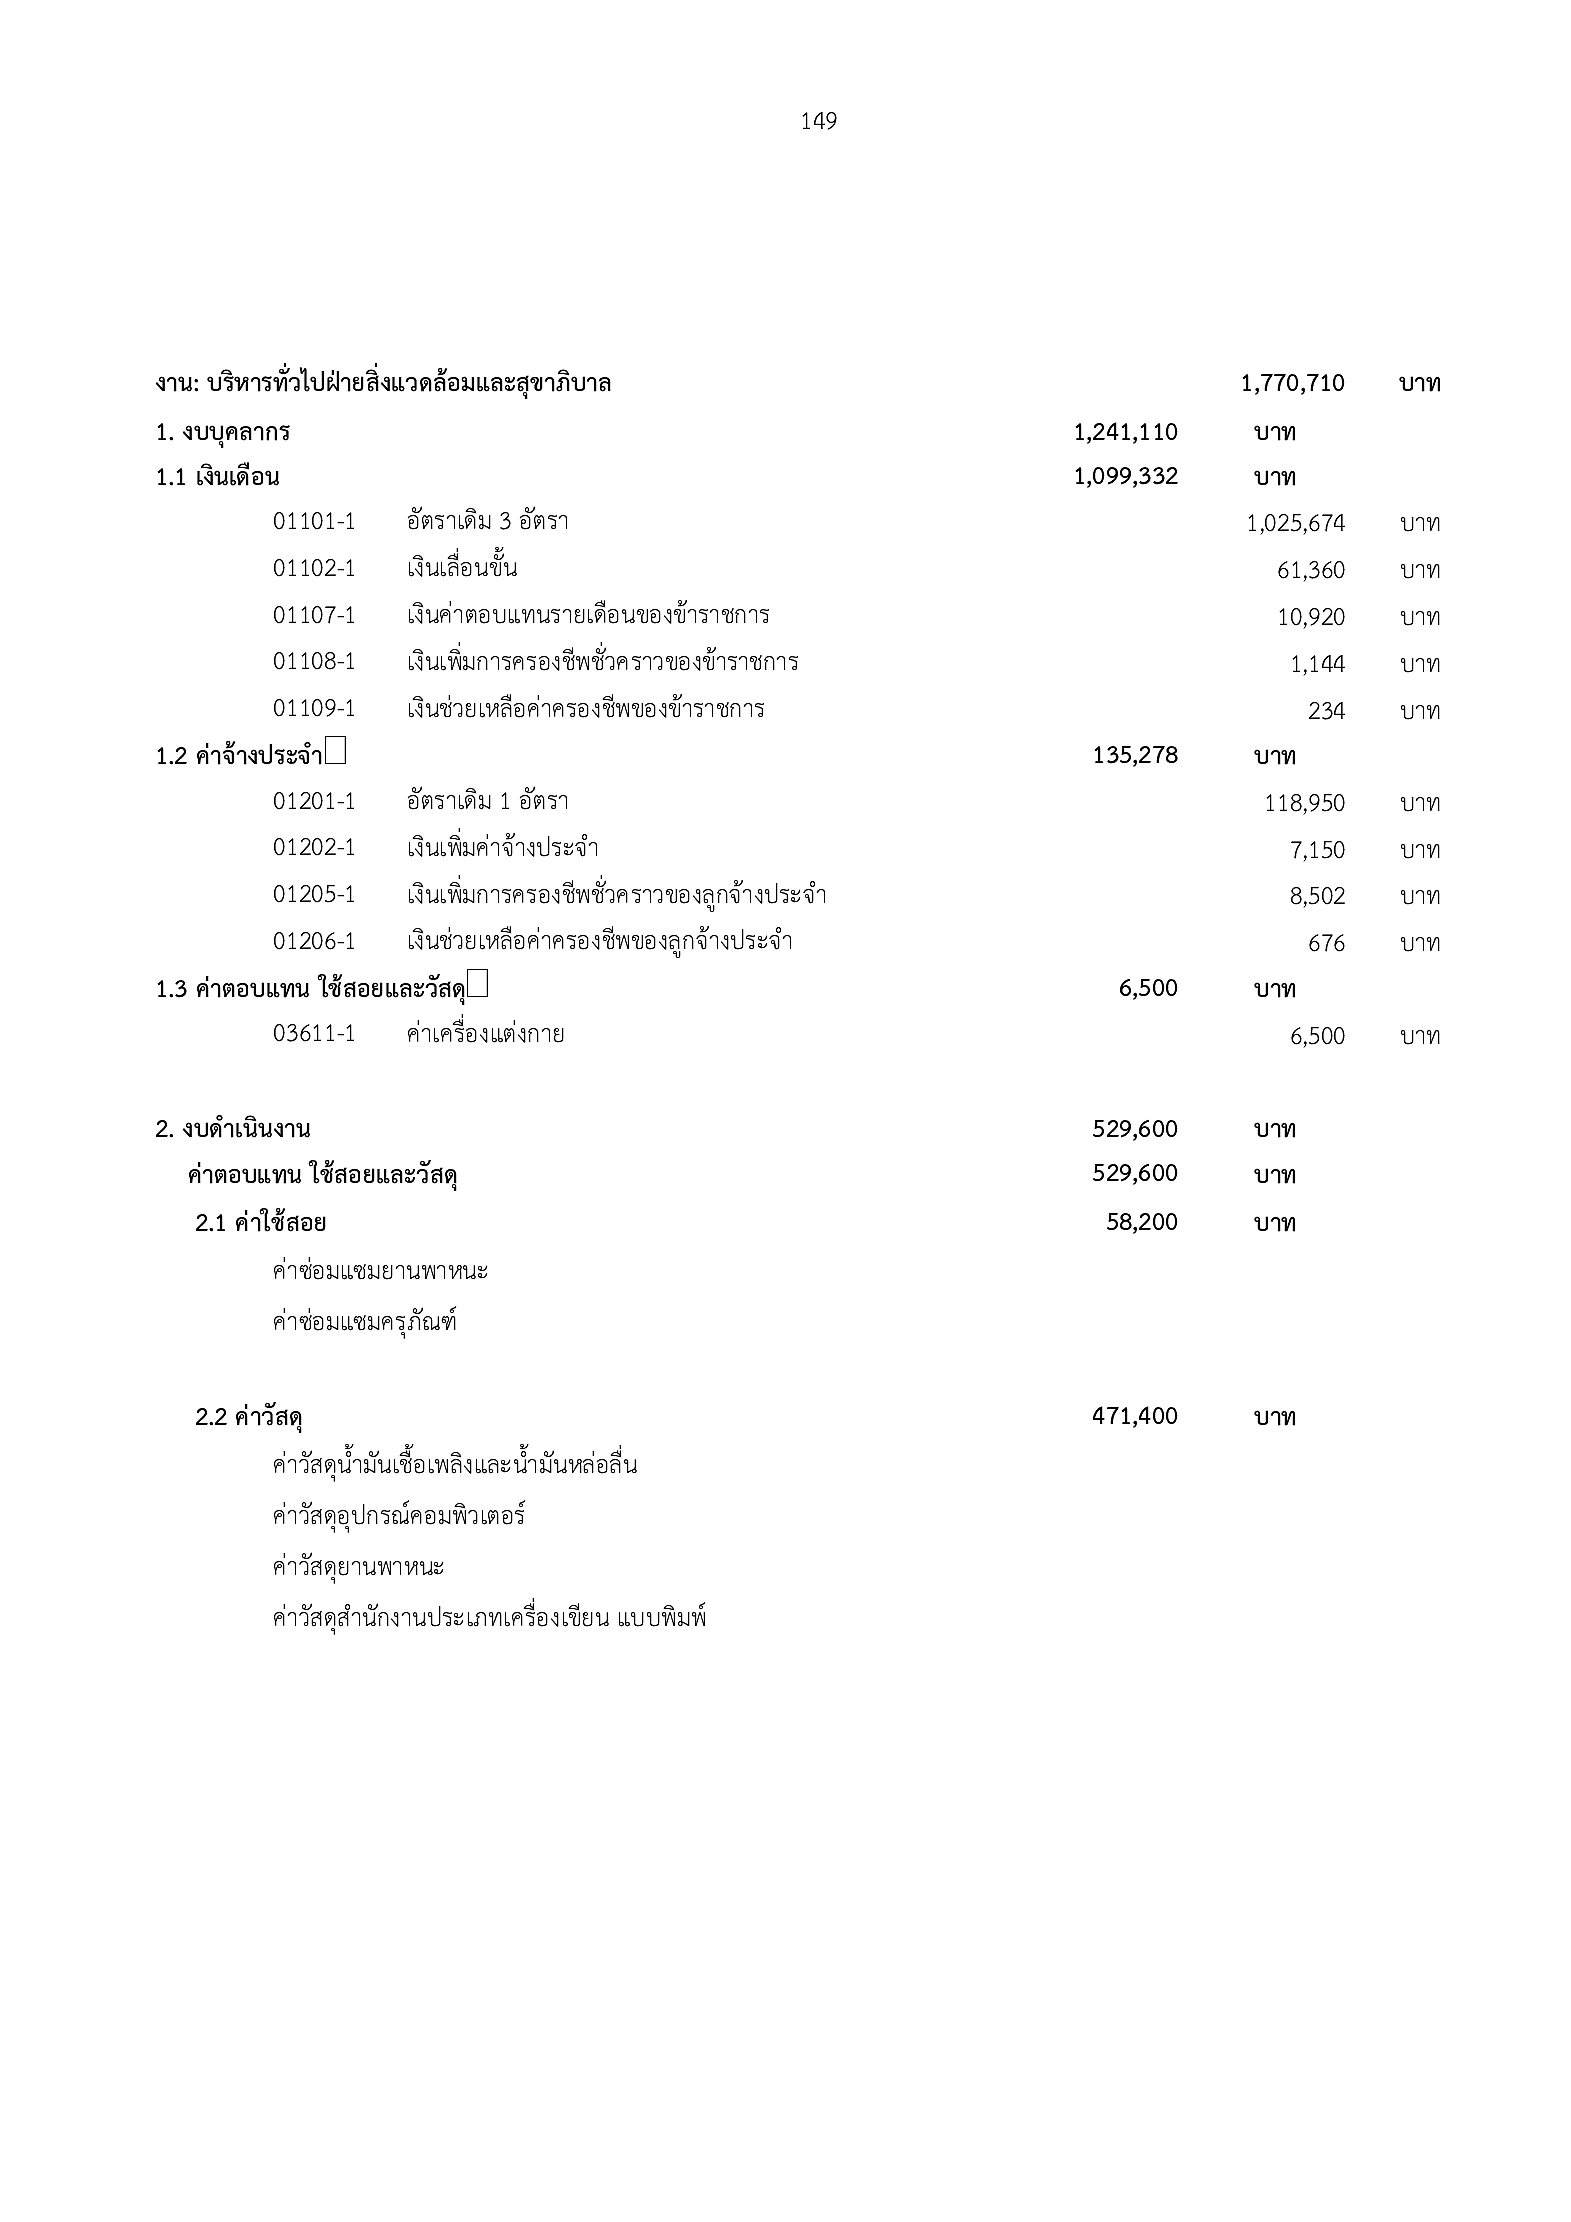 149
งาน: บริหารทั่วไปฝ่ายสิ่งแวดล้อมและสุขาภิบาล 1,770,710 บาท
1. งบบุคลากร 1,241,110 บาท
1.1 เงินเดือน 1,099,332 บาท
01101-1 อัตราเดิม 3 อัตรา 1,025,674 บาท
01102-1 เงินเลื่อนขั้น 61,360 บาท
01107-1 เงินค่าตอบแทนรายเดือนของข้าราชการ 10,920 บาท
01108-1 เงินเพิ่มการครองชีพชั่วคราวของข้าราชการ 1,144 บาท
01109-1 เงินช่วยเหลือค่าครองชีพของข้าราชการ 234 บาท
1.2 ค่าจ้างประจำ 135,278 บาท
01201-1 อัตราเดิม 1 อัตรา 118,950 บาท
01202-1 เงินเพิ่มค่าจ้างประจำ 7,150 บาท
01205-1 เงินเพิ่มการครองชีพชั่วคราวของลูกจ้างประจำ 8,502 บาท
01206-1 เงินช่วยเหลือค่าครองชีพของลูกจ้างประจำ 676 บาท
1.3 ค่าตอบแทน ใช้สอยและวัสดุ 6,500 บาท
03611-1 ค่าเครื่องแต่งกาย 6,500 บาท
2. งบดำเนินงาน 529,600 บาท
ค่าตอบแทน ใช้สอยและวัสดุ 529,600 บาท
2.1 ค่าใช้สอย 58,200 บาท
ค่าซ่อมแซมยานพาหนะ
ค่าซ่อมแซมครุภัณฑ์
2.2 ค่าวัสดุ 471,400 บาท
ค่าวัสดุน้ำมันเชื้อเพลิงและน้ำมันหล่อลื่น
ค่าวัสดุอุปกรณ์คอมพิวเตอร์
ค่าวัสดุยานพาหนะ
ค่าวัสดุสำนักงานประเภทเครื่องเขียน แบบพิมพ์